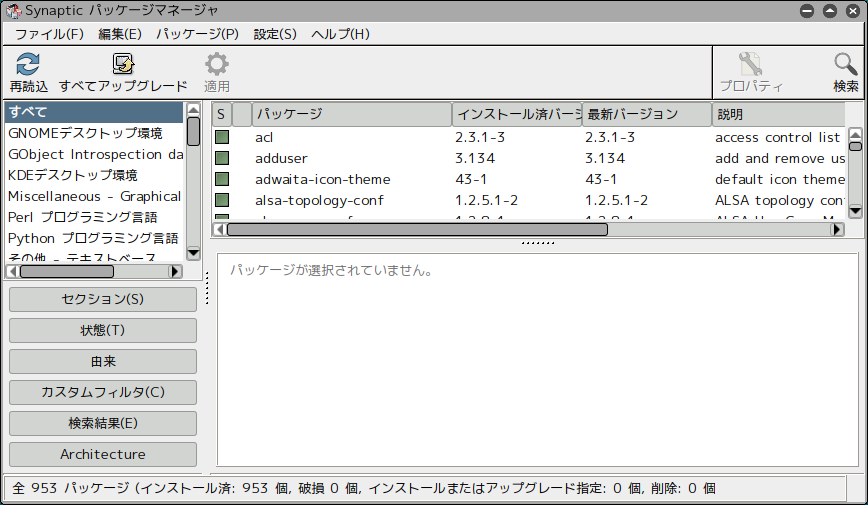 Synaptic パッケージマネージャ
ファイル(F) 編集(E) パッケージ(P) 設定(S) ヘルプ(H)
再読込 すべてアップグレード 適用 プロパティ 検索
すべて
GNOMEデスクトップ環境
GObject Introspection da
KDEデスクトップ環境
Miscellaneous - Graphical
Perl プログラミング言語
Python プログラミング言語
その他 - テキストベース
セクション(S)
状態(T)
由来
カスタムフィルタ(C)
検索結果(E)
Architecture
S パッケージ インストール済バージ 最新バージョン 説明
acl 2.3.1-3 2.3.1-3 access control list
adduser 3.134 3.134 add and remove us
adwaita-icon-theme 43-1 43-1 default icon theme
alsa-topology-conf 1.2.5.1-2 1.2.5.1-2 ALSA topology conf
パッケージが選択されていません。
全 953 パッケージ (インストール済: 953 個, 破損 0 個, インストールまたはアップグレード指定: 0 個, 削除: 0 個